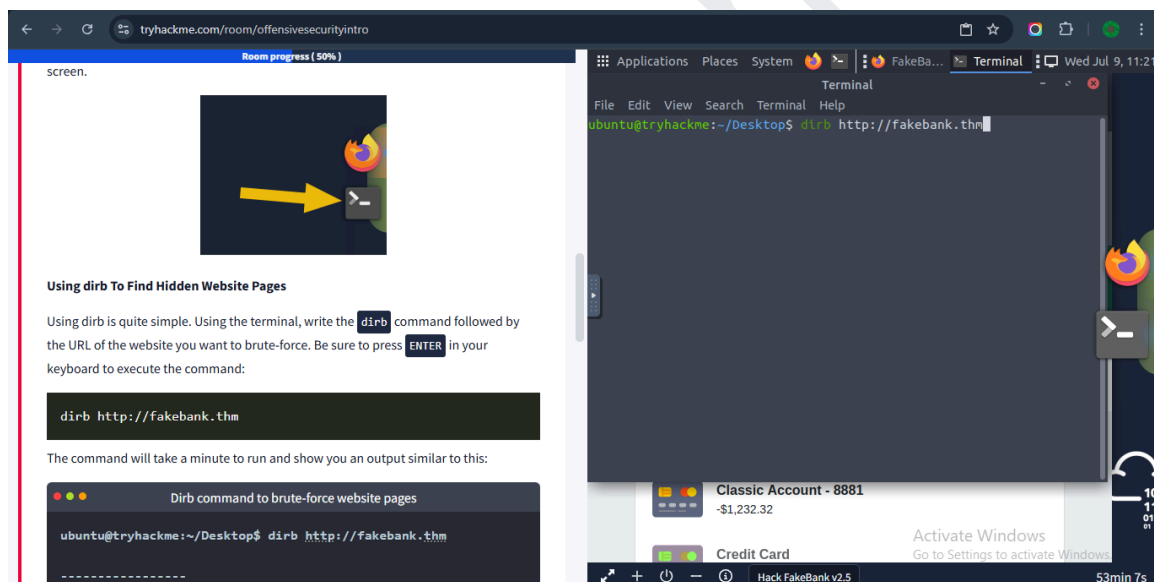 tryhackme.com/room/offensivesecurityintro
Room progress ( 50% )
screen.
Using dirb To Find Hidden Website Pages
Using dirb is quite simple. Using the terminal, write the dirb command followed by
the URL of the website you want to brute-force. Be sure to press ENTER in your
keyboard to execute the command:
dirb http://fakebank.thm
The command will take a minute to run and show you an output similar to this:
Dirb command to brute-force website pages
ubuntu@tryhackme:~/Desktop$ dirb http://fakebank.thm
-----------------
Applications Places System FakeBa... Terminal Wed Jul 9, 11:21
Terminal
File Edit View Search Terminal Help
ubuntu@tryhackme:~/Desktop$ dirb http://fakebank.thm
Classic Account - 8881
-$1,232.32
Credit Card
Activate Windows
Go to Settings to activate Windows.
Hack FakeBank v2.5
53min 7s